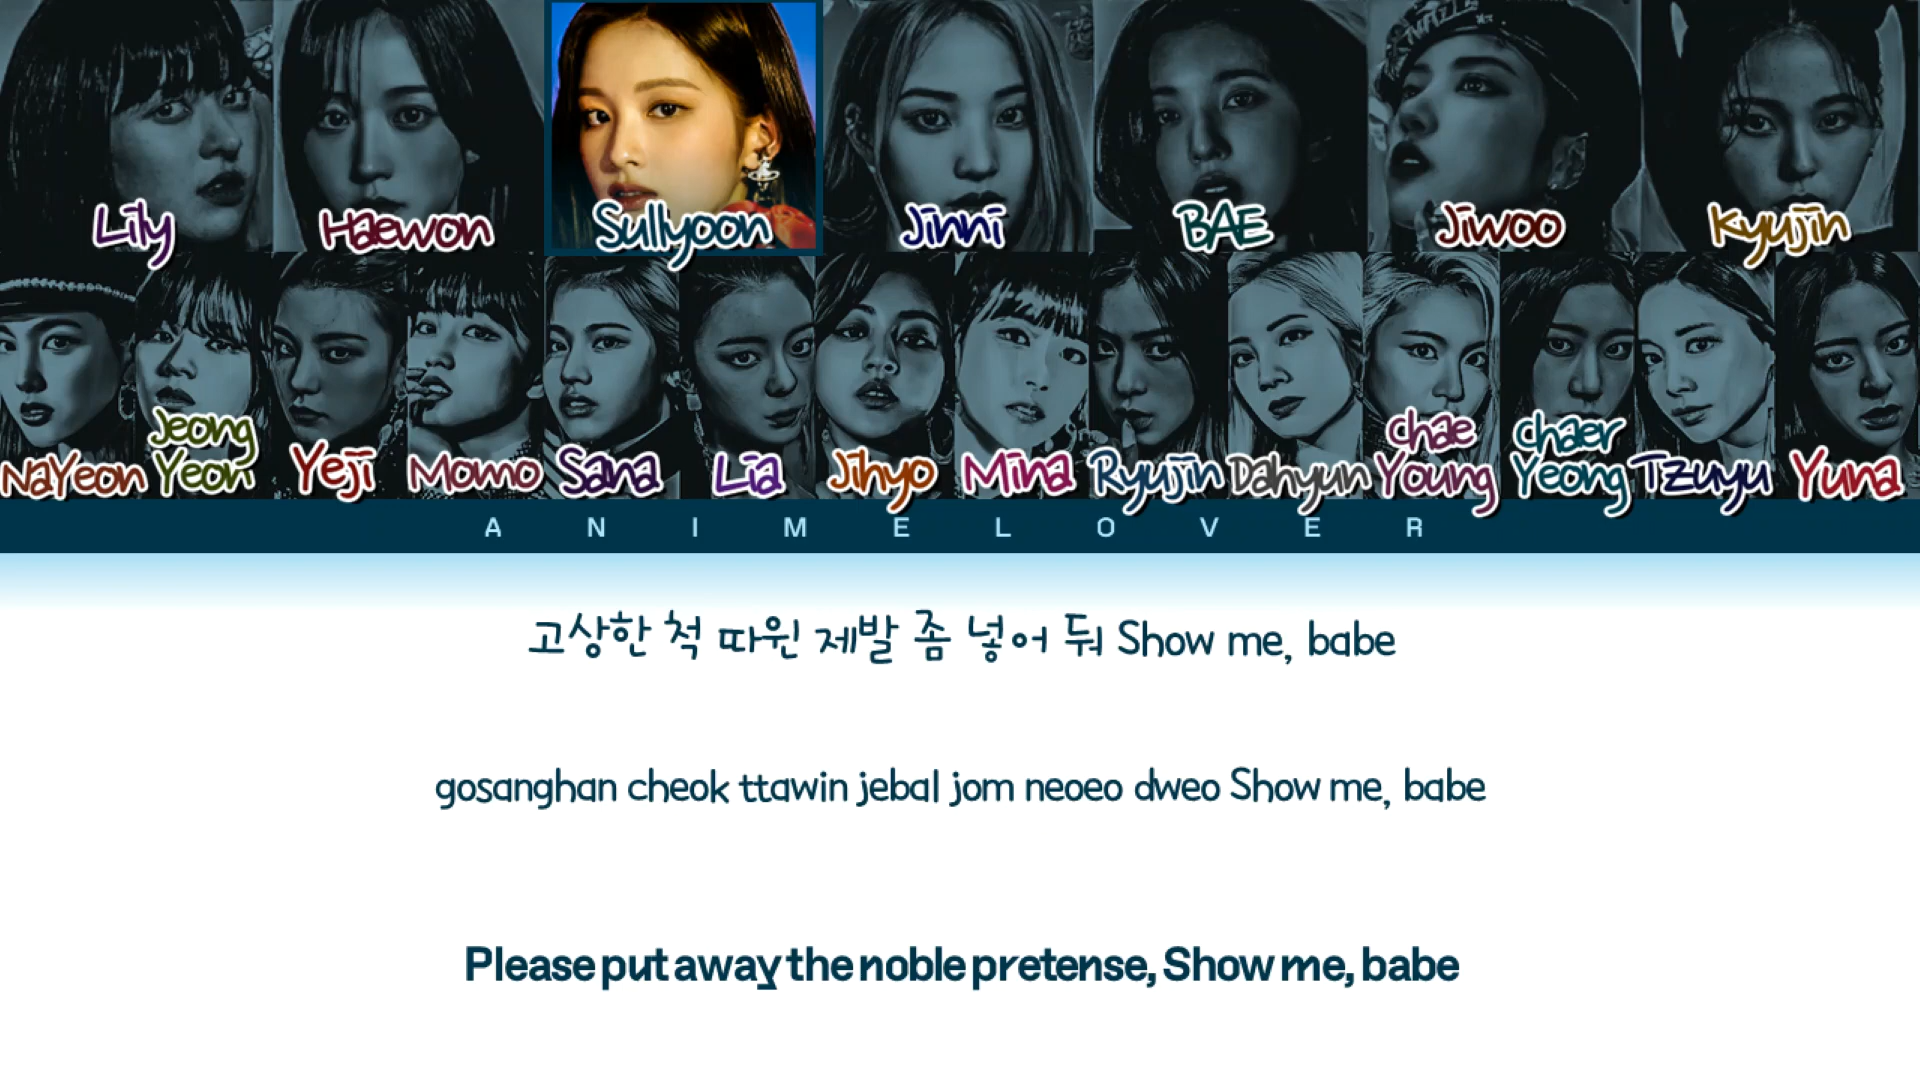 Lily Haewon Sullyoon Jinni BAE Jiwoo Kyujin
NaYeon Jeong Yeon Yeji Momo Sana Lia Jihyo Mina Ryujin Dahyun chae Young chaer Yeong Tzuyu Yuna
A N I M E L O V E R
고상한 척 따윈 제발 좀 넣어 둬 Show me, babe
gosanghan cheok ttawin jebal jom neoeo dweo Show me, babe
Please put away the noble pretense, Show me, babe